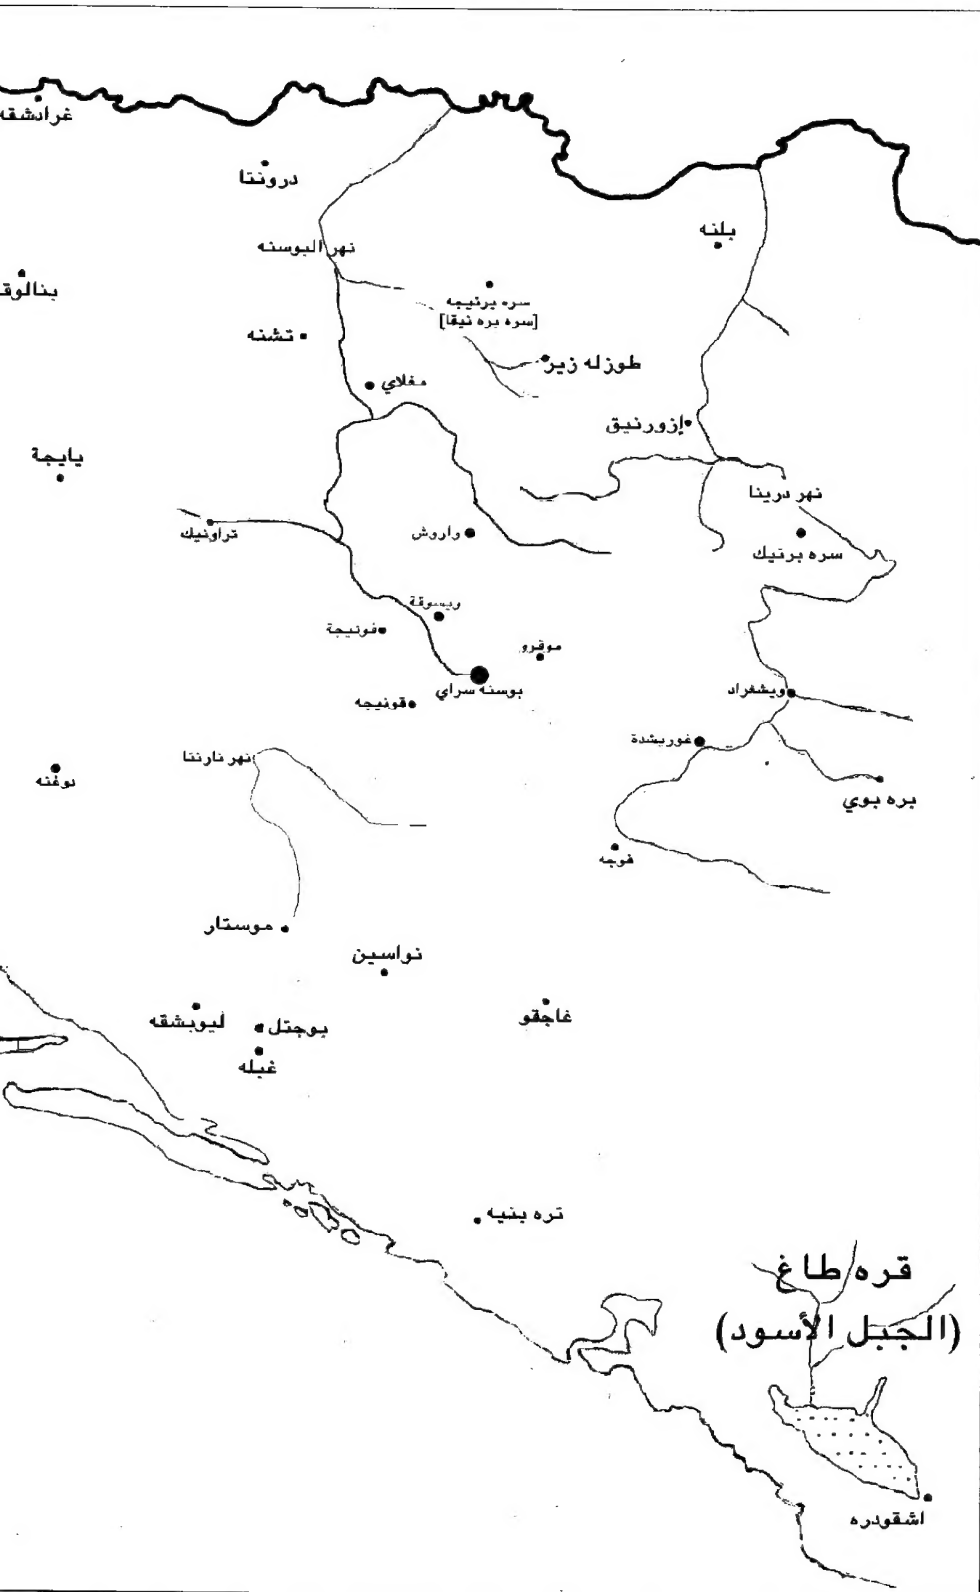 غرادشقه
درونتا
بلنه
نهر البوسنه
بنالوقه
سره برنيجه
[سره بره نيقا]
تشنه
طوزله زير
مغلاي
إزورنيق
يايجة
نهر درينا
تراونيك
واروش
سره برنيك
ويسوقة
فونيجة
موقرو
بوسنه سراي
ويشغراد
قونيجه
غوريشدة
نهر نارنتا
دوغنه
بره بوي
فوجه
موستار
نواسين
غاجقو
ليوبشقه
بوجتل
غبله
تره بنيه
قره طاغ
(الجبل الأسود)
اشقودره